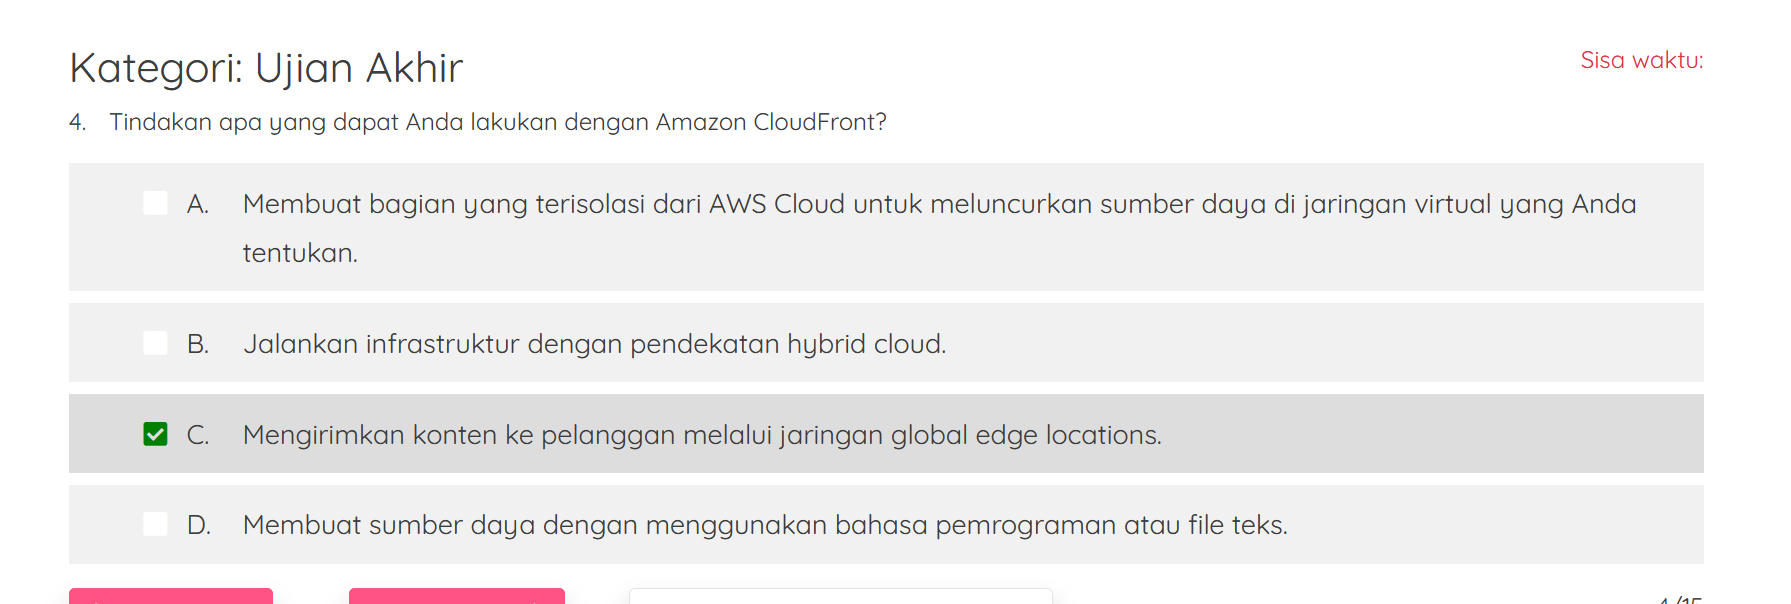 Kategori: Ujian Akhir
Sisa waktu:
4. Tindakan apa yang dapat Anda lakukan dengan Amazon CloudFront?
A. Membuat bagian yang terisolasi dari AWS Cloud untuk meluncurkan sumber daya di jaringan virtual yang Anda
tentukan.
B. Jalankan infrastruktur dengan pendekatan hybrid cloud.
C. Mengirimkan konten ke pelanggan melalui jaringan global edge locations.
D. Membuat sumber daya dengan menggunakan bahasa pemrograman atau file teks.